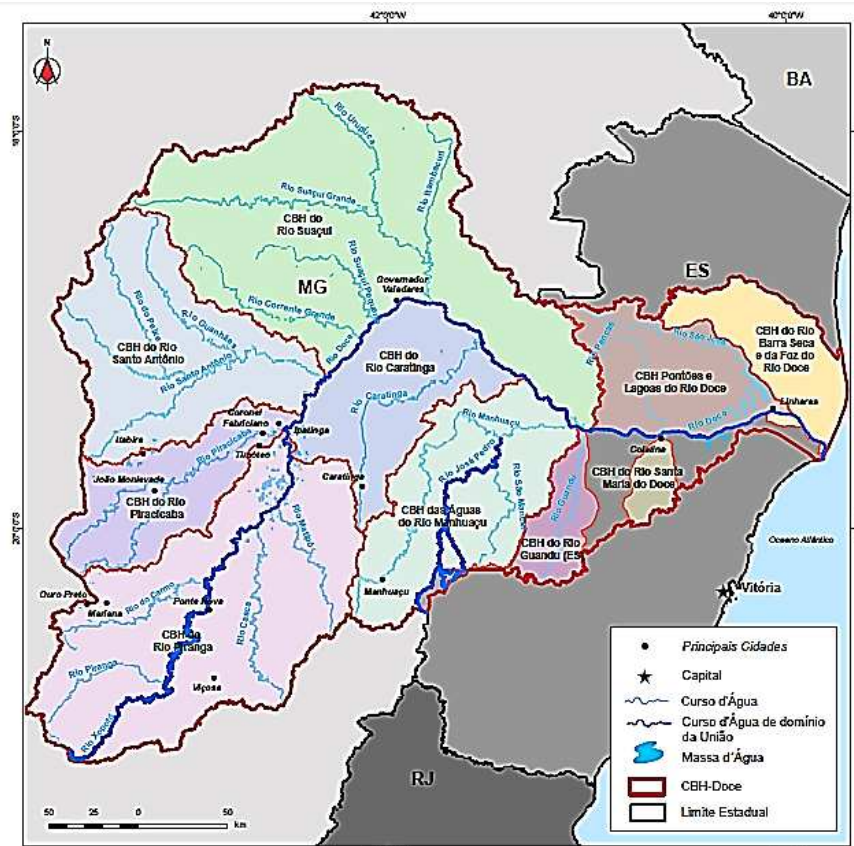 42°0'0"W
40°0'0"W
N
BA
Rio Urupuca
Rio Itambacuri
Rio Suaçuí Grande
CBH do
Rio Suaçuí
MG
Rio Suaçuí Pequeno
Governador
Valadares
Rio Corrente Grande
Rio do Peixe
Rio Guanhães
CBH do Rio
Santo Antônio
Rio Santo Antônio
Rio Doce
CBH do
Rio Caratinga
Rio Caratinga
ES
Rio Pancas
Rio São José
CBH do Rio
Barra Seca
e da Foz do
Rio Doce
CBH Pontões e
Lagoas do Rio Doce
Linhares
Rio Doce
Colatina
Coronel
Fabriciano
Ipatinga
Timóteo
Itabira
Rio Piracicaba
João Monlevade
CBH do Rio
Piracicaba
Caratinga
Rio Manhuaçu
Rio José Pedro
Rio São Manoel
CBH das Águas
do Rio Manhuaçu
Manhuaçu
Rio Guandu
CBH do Rio
Guandu (ES
CBH do Rio Santa
Maria do Doce
20°0'0"S
Oceano Atlântico
Vitória
Rio Matipó
Rio Casca
Ouro Preto
Mariana
Rio do Carmo
Ponte Nova
CBH do
Rio Piranga
Rio Piranga
Viçosa
Rio Xopotó
RJ
Principais Cidades
Capital
Curso d'Água
Curso d'Água de domínio
da União
Massa d'Água
CBH-Doce
Limite Estadual
50 25 0 50
km